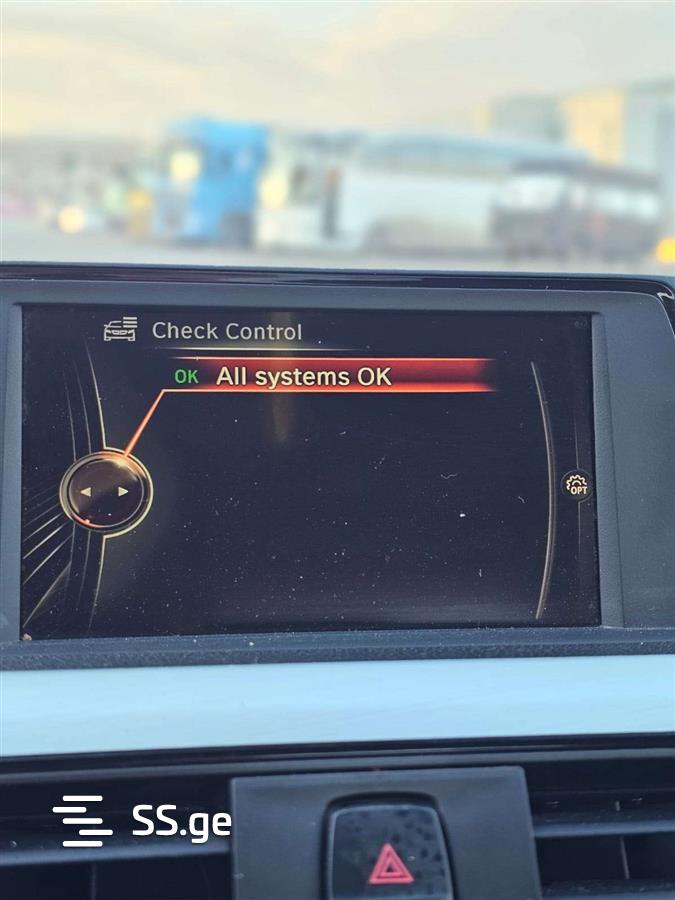 Check Control
OK All systems OK
OPT
SS.ge